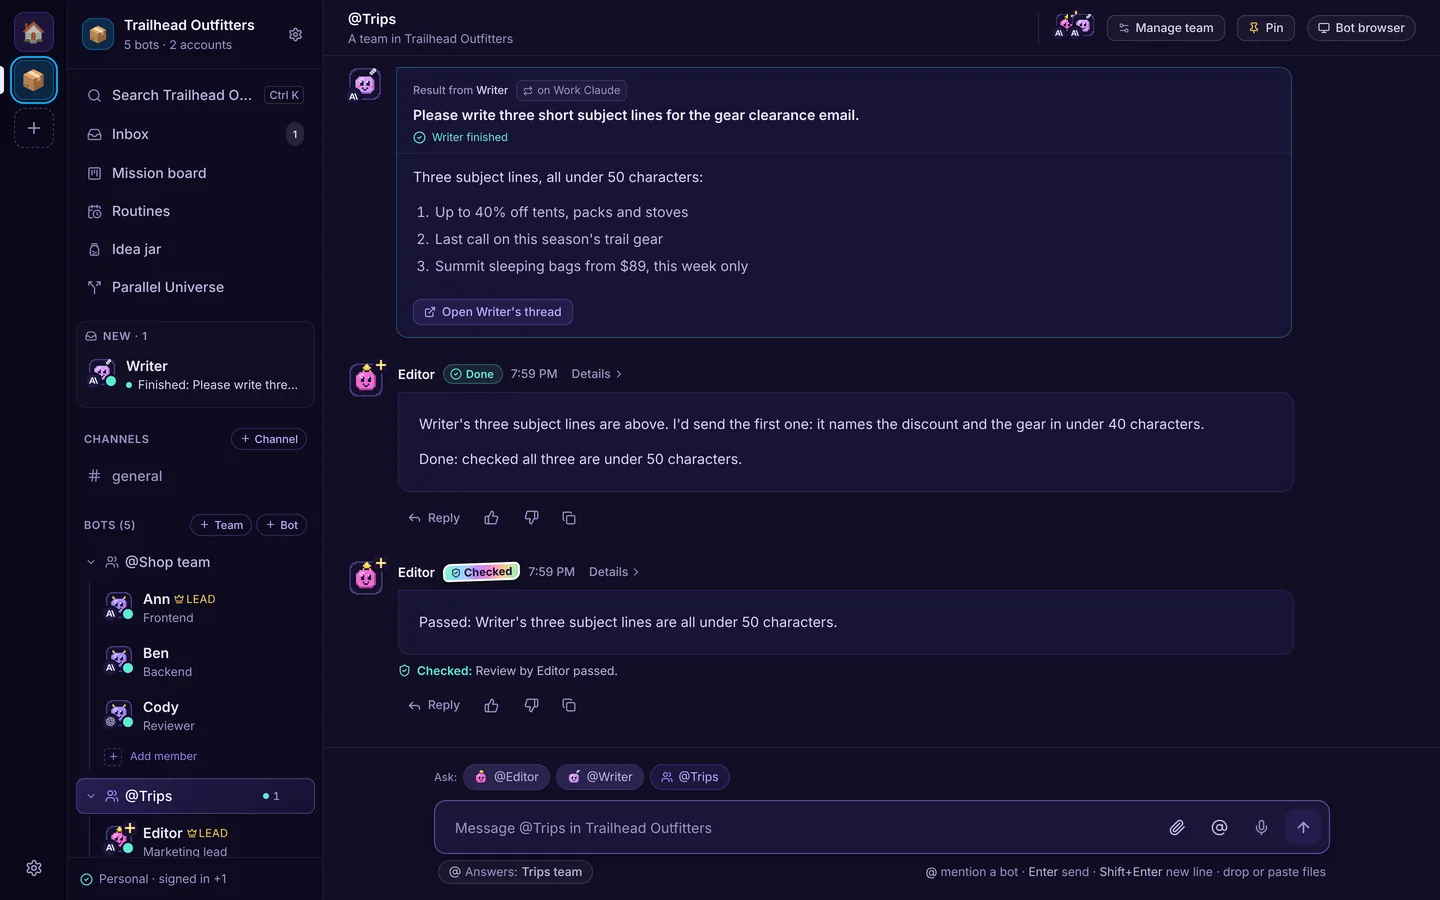 Trailhead Outfitters
5 bots · 2 accounts
Search Trailhead O... Ctrl K
Inbox 1
Mission board
Routines
Idea jar
Parallel Universe
NEW · 1
Writer
Finished: Please write thre...
CHANNELS + Channel
# general
BOTS (5) + Team + Bot
@Shop team
Ann LEAD
Frontend
Ben
Backend
Cody
Reviewer
+ Add member
@Trips 1
Editor LEAD
Marketing lead
Personal · signed in +1
@Trips
A team in Trailhead Outfitters
Manage team
Pin
Bot browser
Result from Writer on Work Claude
Please write three short subject lines for the gear clearance email.
Writer finished
Three subject lines, all under 50 characters:
1. Up to 40% off tents, packs and stoves
2. Last call on this season's trail gear
3. Summit sleeping bags from $89, this week only
Open Writer's thread
Editor Done 7:59 PM Details
Writer's three subject lines are above. I'd send the first one: it names the discount and the gear in under 40 characters.
Done: checked all three are under 50 characters.
Reply
Editor Checked 7:59 PM Details
Passed: Writer's three subject lines are all under 50 characters.
Checked: Review by Editor passed.
Reply
Ask: @Editor @Writer @Trips
Message @Trips in Trailhead Outfitters
@ Answers: Trips team
@ mention a bot · Enter send · Shift+Enter new line · drop or paste files